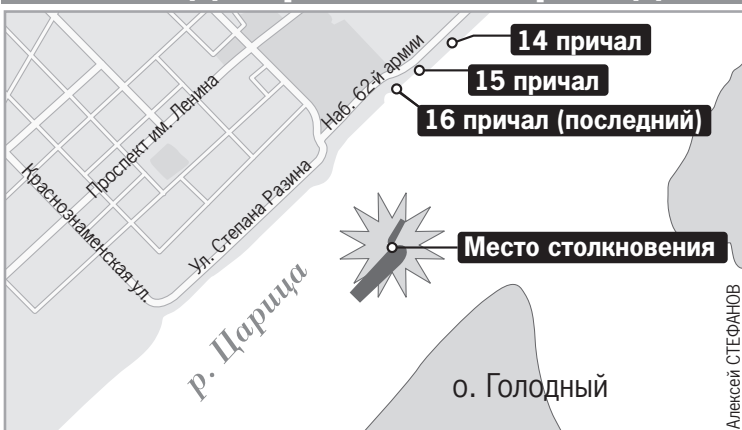 14 причал
15 причал
16 причал (последний)
Наб. 62-й армии
Проспект им. Ленина
Краснознаменская ул.
Ул. Степана Разина
Место столкновения
р. Царица
о. Голодный
Алексей СТЕФАНОВ